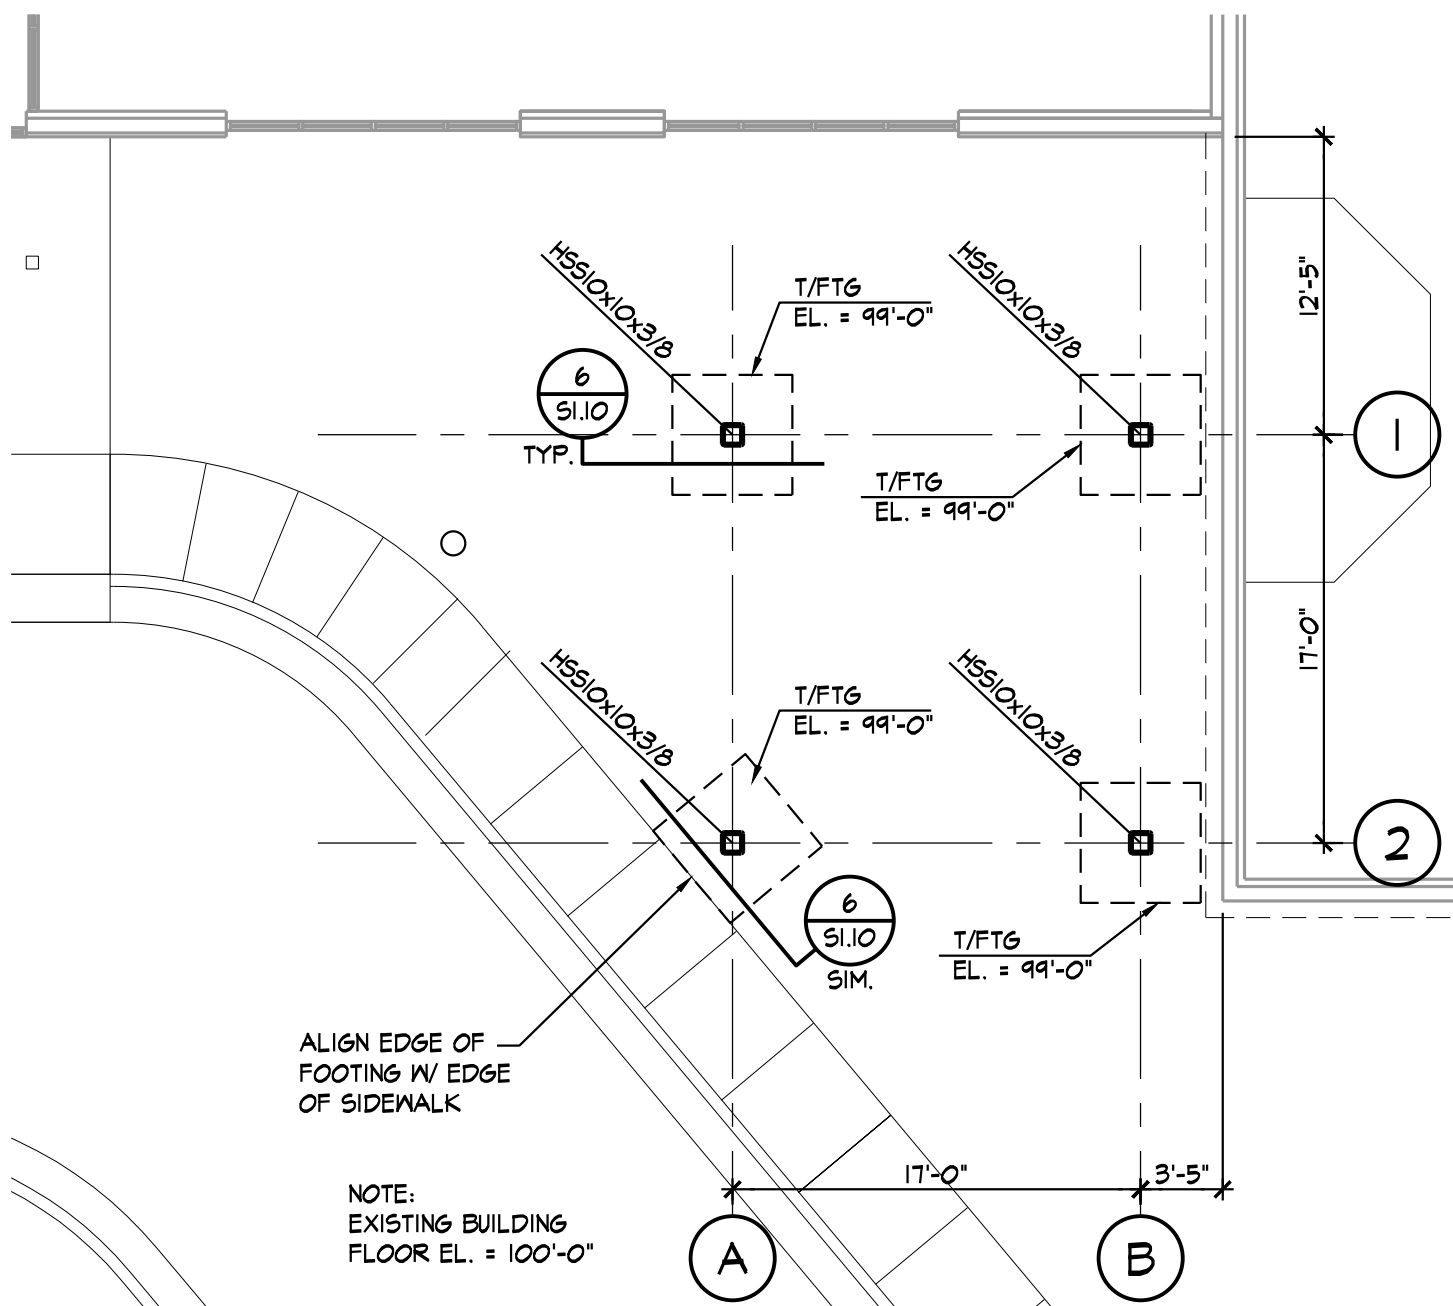 HSS10x10x3/8
T/FTG
EL. = 99'-0"
HSS10x10x3/8
12'-5"
6
S1.10
TYP.
1
T/FTG
EL. = 99'-0"
17'-0"
HSS10x10x3/8
T/FTG
EL. = 99'-0"
HSS10x10x3/8
2
6
S1.10
SIM.
T/FTG
EL. = 99'-0"
ALIGN EDGE OF
FOOTING W/ EDGE
OF SIDEWALK
17'-0"
3'-5"
NOTE:
EXISTING BUILDING
FLOOR EL. = 100'-0"
A
B